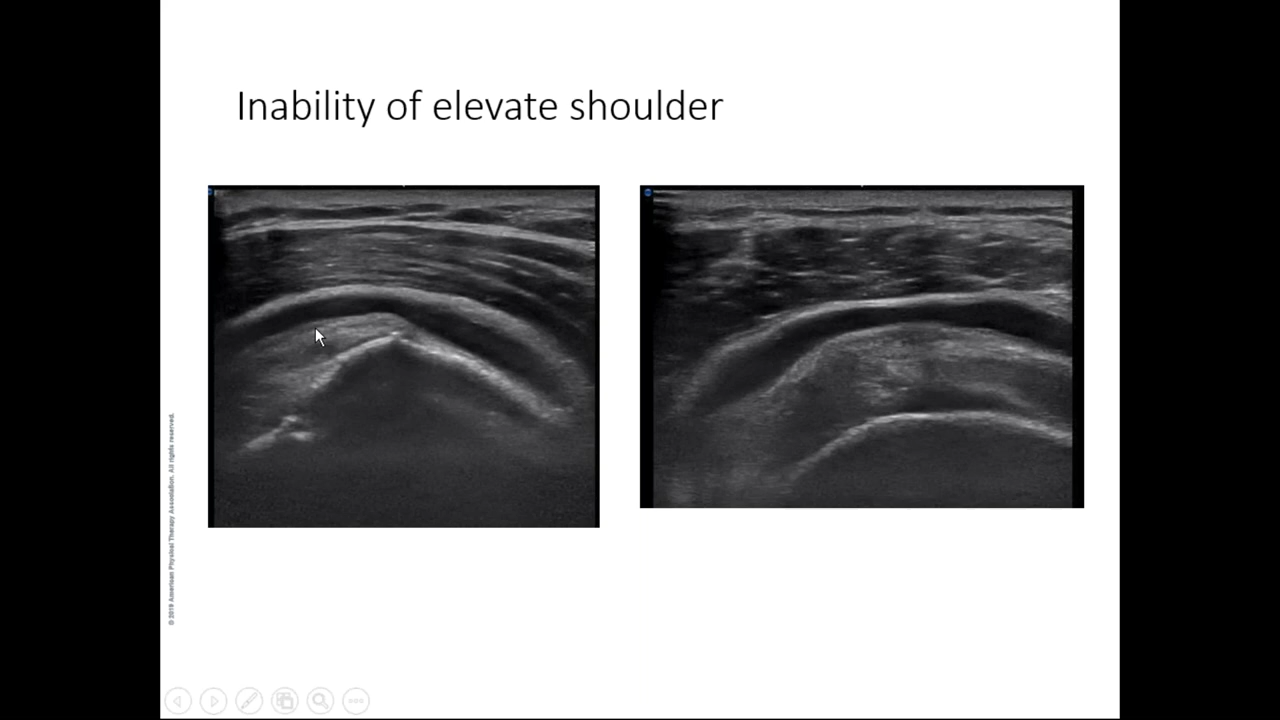 Inability of elevate shoulder
© 2019 American Physical Therapy Association. All rights reserved.